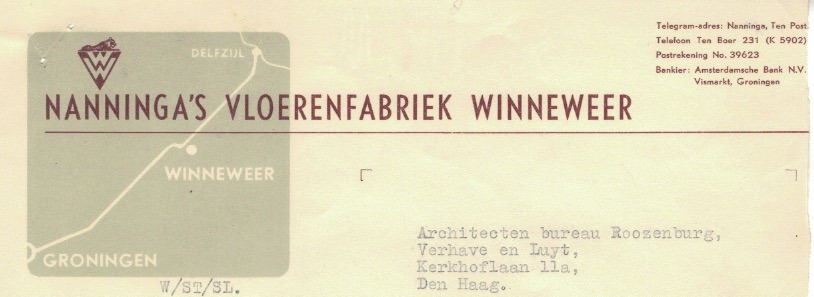 Telegram-adres: Nanninga, Ten Post.
Telefoon Ten Boer 231 (K 5902)
Postrekening No. 39623
Bankier: Amsterdamsche Bank N.V.
Vismarkt, Groningen
W
DELFZIJL
NANNINGA'S VLOERENFABRIEK WINNEWEER
WINNEWEER
GRONINGEN
Architecten bureau Roozenburg,
Verhave en Luyt,
Kerkhoflaan 11a,
Den Haag.
W/ST/SL.